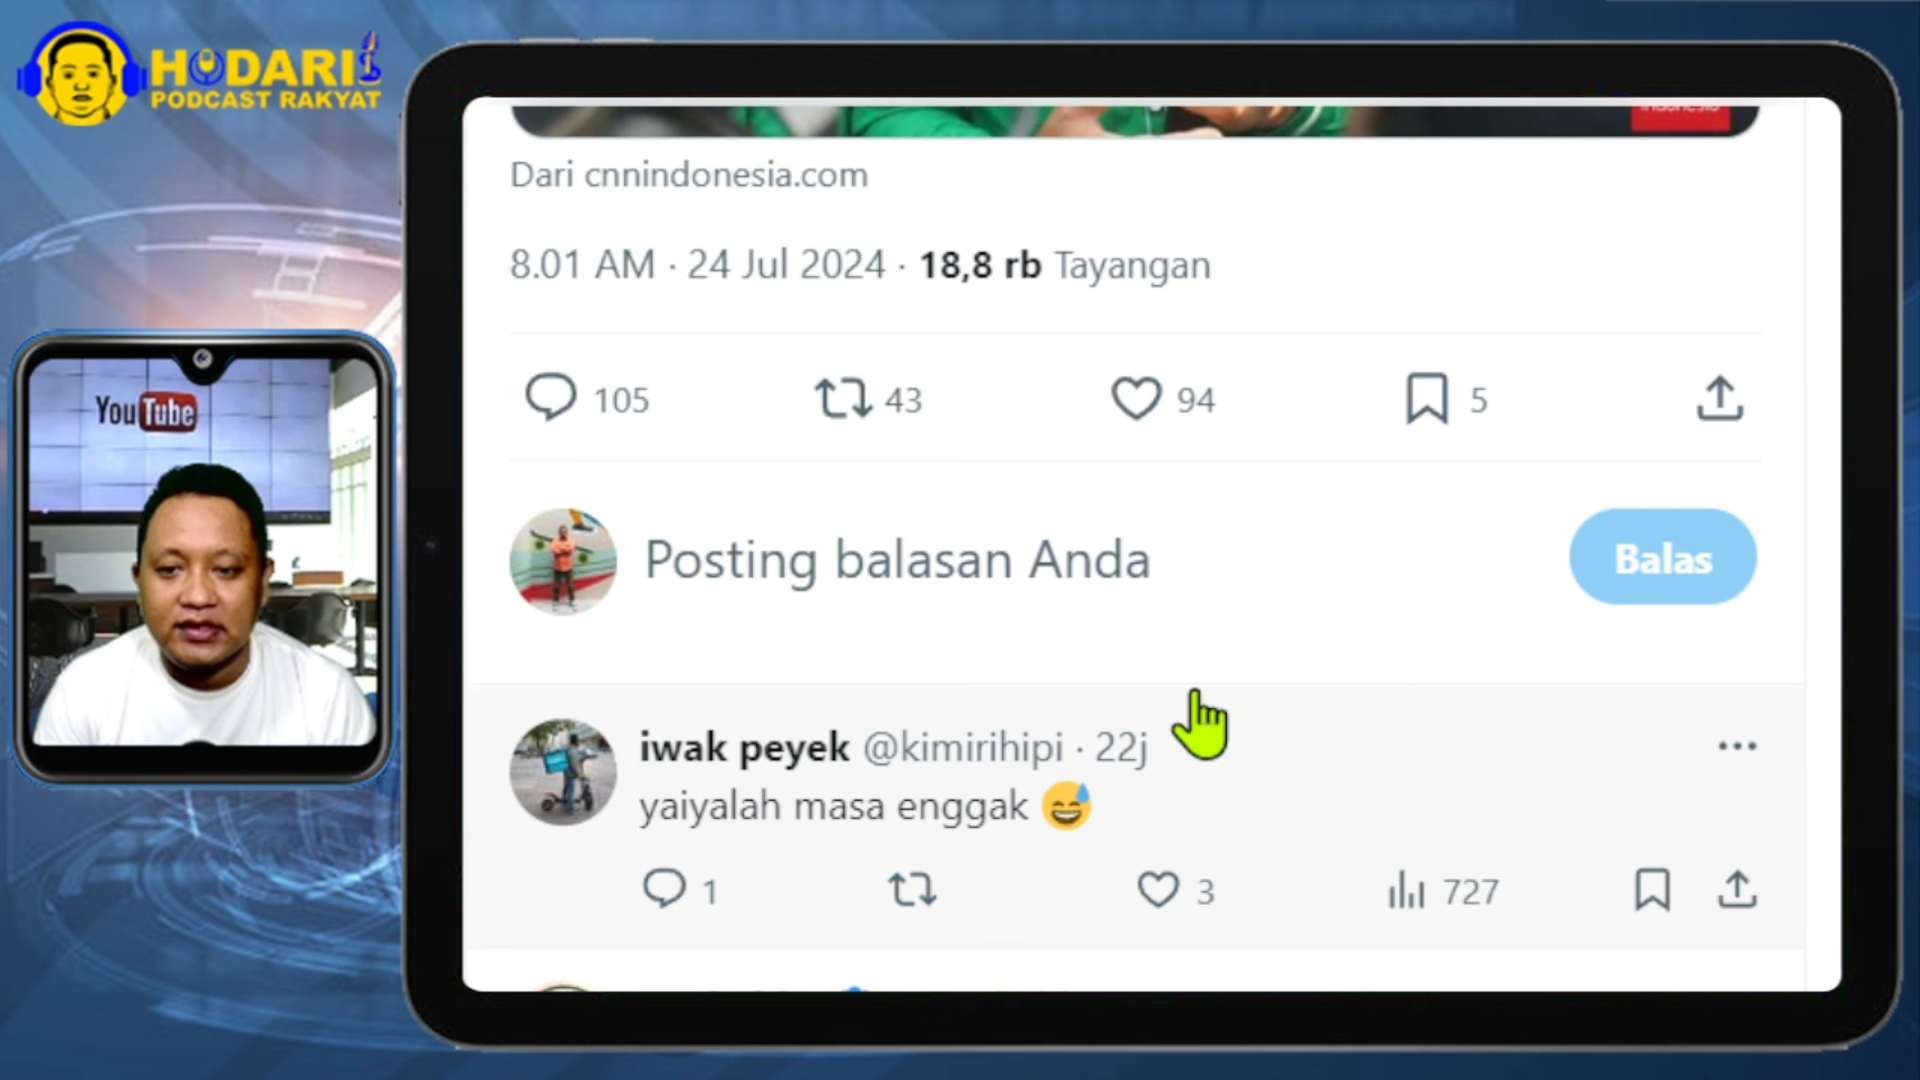 HODARI
PODCAST RAKYAT
YouTube
Dari cnnindonesia.com
8.01 AM · 24 Jul 2024 · 18,8 rb Tayangan
105 43 94 5
Posting balasan Anda
Balas
iwak peyek @kimirihipi · 22j
yaiyalah masa enggak 😅
1 3 727